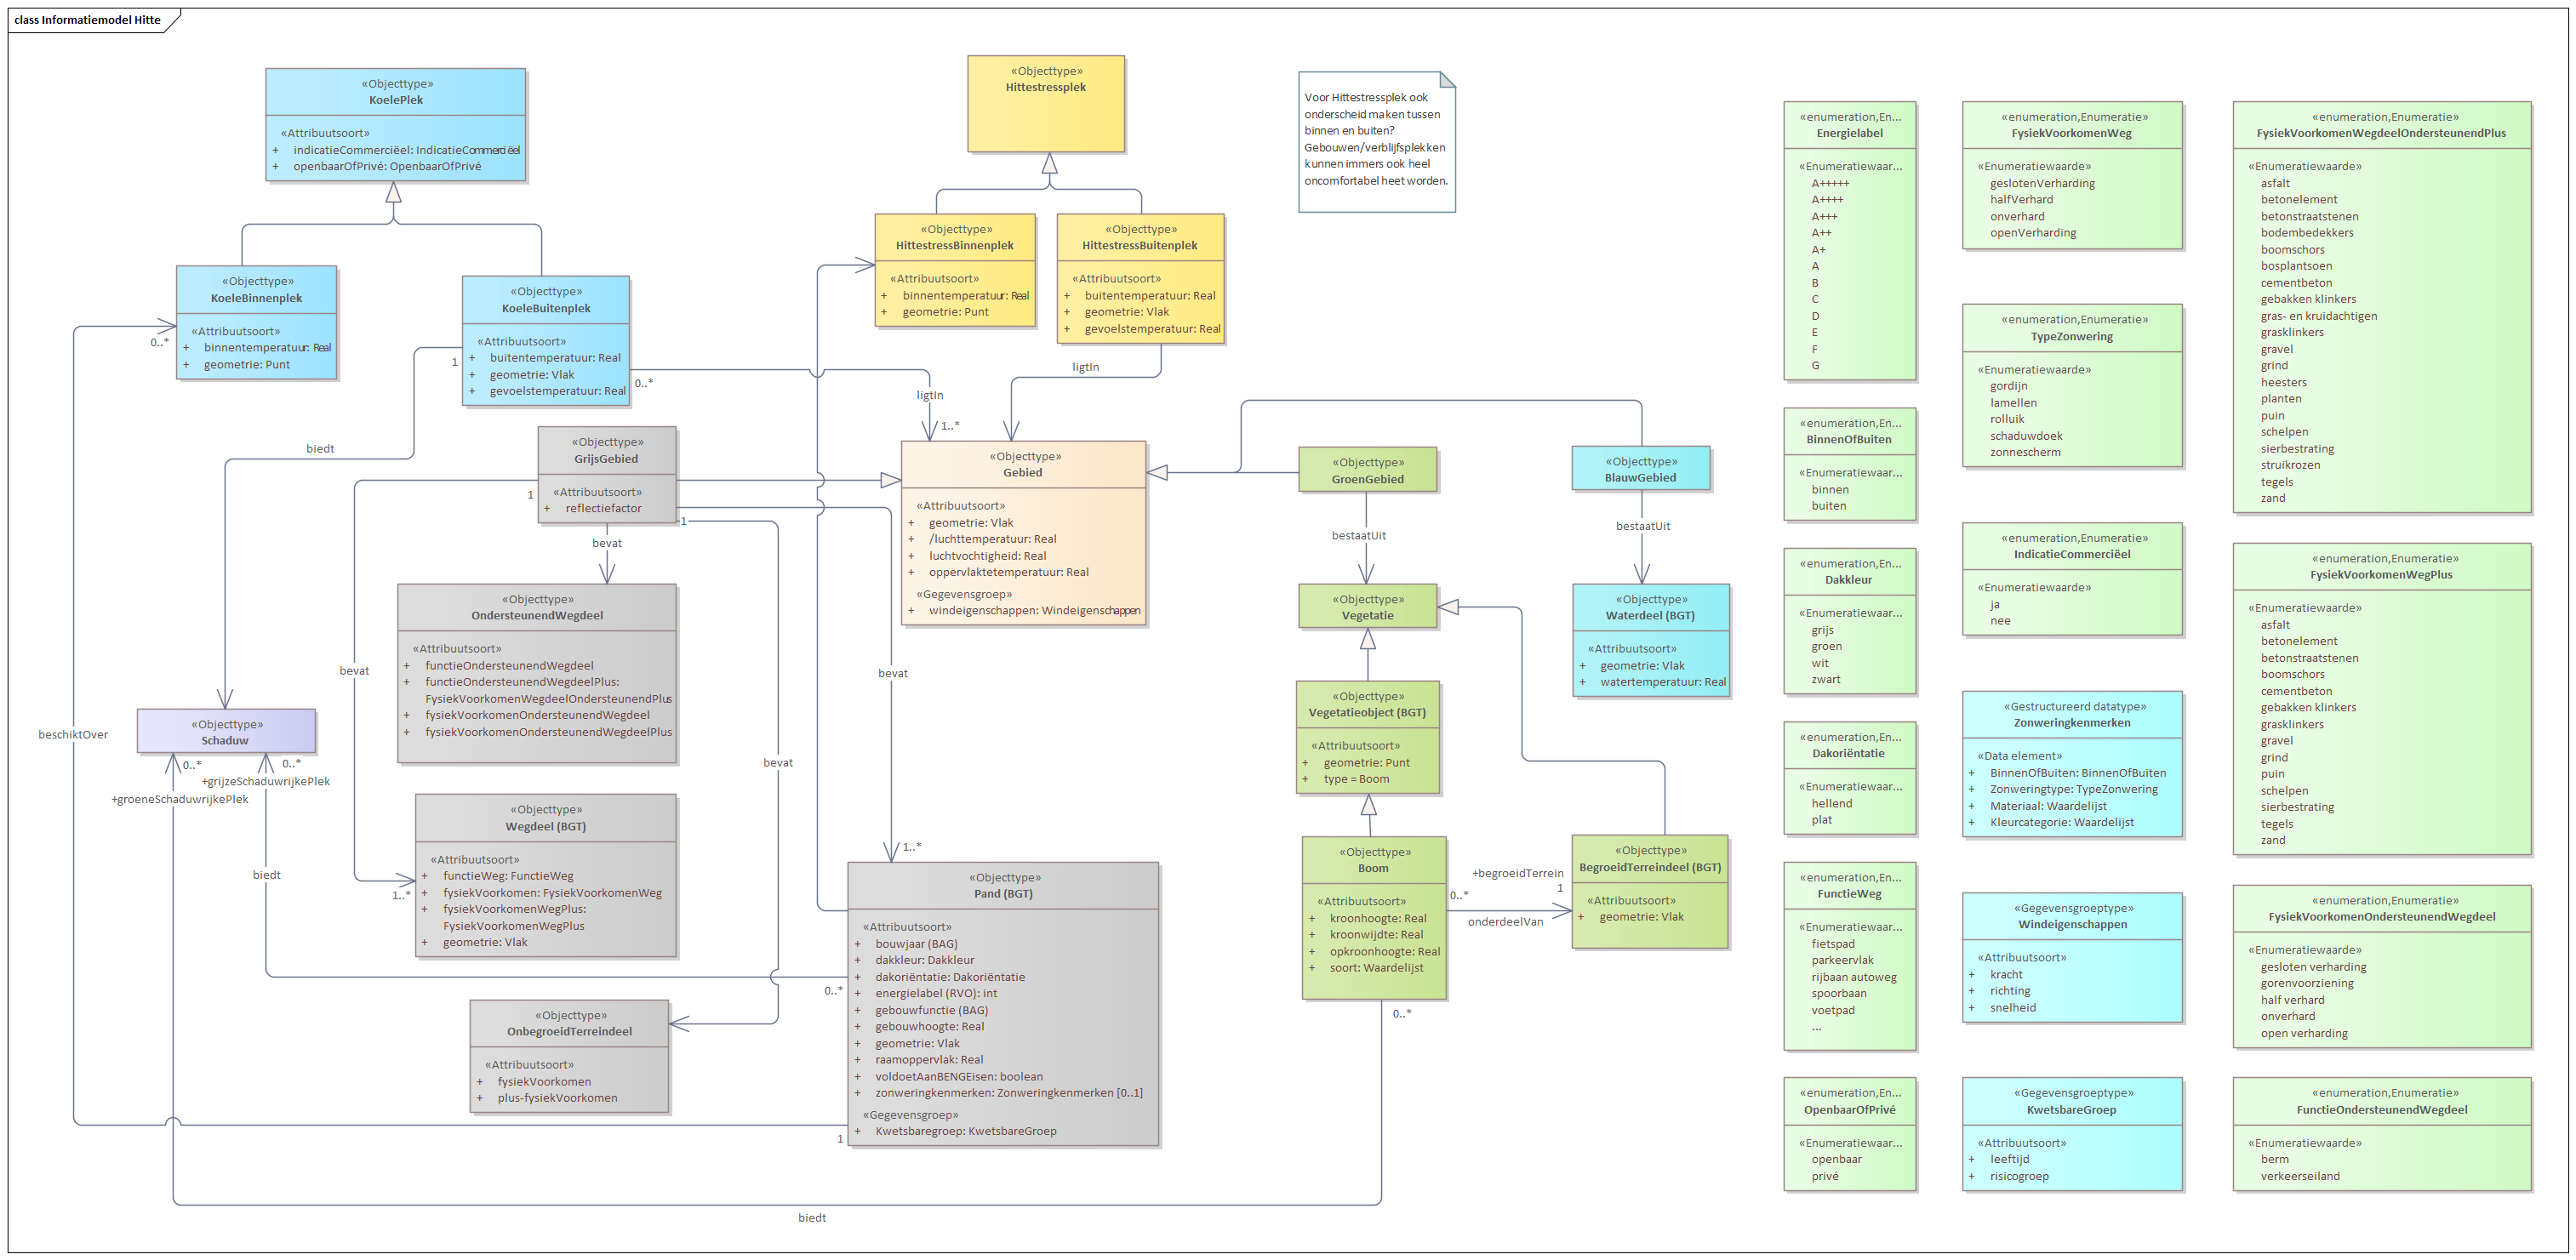 class Informatiemodel Hitte
«Objecttype»
KoelePlek
«Attribuutsoort»
+ indicatieCommerciëel: IndicatieCommerciëel
+ openbaarOfPrivé: OpenbaarOfPrivé
«Objecttype»
Hittestressplek
Voor Hittestressplek ook
onderscheid maken tussen
binnen en buiten?
Gebouwen/verblijfsplekken
kunnen immers ook heel
oncomfortabel heet worden.
«Objecttype»
KoeleBinnenplek
«Attribuutsoort»
+ binnentemperatuur: Real
+ geometrie: Punt
0..*
«Objecttype»
KoeleBuitenplek
«Attribuutsoort»
+ buitentemperatuur: Real
+ geometrie: Vlak
+ gevoelstemperatuur: Real
1
0..*
«Objecttype»
HittestressBinnenplek
«Attribuutsoort»
+ binnentemperatuur: Real
+ geometrie: Punt
«Objecttype»
HittestressBuitenplek
«Attribuutsoort»
+ buitentemperatuur: Real
+ geometrie: Vlak
+ gevoelstemperatuur: Real
ligtIn
ligtIn
1..*
biedt
«Objecttype»
GrijsGebied
«Attribuutsoort»
+ reflectiefactor
1
1
bevat
«Objecttype»
Gebied
«Attribuutsoort»
+ geometrie: Vlak
+ /luchttemperatuur: Real
+ luchtvochtigheid: Real
+ oppervlaktetemperatuur: Real
«Gegevensgroep»
+ windeigenschappen: Windeigenschappen
«Objecttype»
GroenGebied
bestaatUit
«Objecttype»
BlauwGebied
bestaatUit
«Objecttype»
OndersteunendWegdeel
«Attribuutsoort»
+ functieOndersteunendWegdeel
+ functieOndersteunendWegdeelPlus:
FysiekVoorkomenWegdeelOndersteunendPlus
+ fysiekVoorkomenOndersteunendWegdeel
+ fysiekVoorkomenOndersteunendWegdeelPlus
bevat
bevat
bevat
«Objecttype»
Vegetatie
«Objecttype»
Waterdeel (BGT)
«Attribuutsoort»
+ geometrie: Vlak
+ watertemperatuur: Real
«Objecttype»
Vegetatieobject (BGT)
«Attribuutsoort»
+ geometrie: Punt
+ type = Boom
beschiktOver
«Objecttype»
Schaduw
0..*
0..*
+grijzeSchaduwrijkePlek
+groeneSchaduwrijkePlek
biedt
«Objecttype»
Wegdeel (BGT)
«Attribuutsoort»
+ functieWeg: FunctieWeg
+ fysiekVoorkomen: FysiekVoorkomenWeg
+ fysiekVoorkomenWegPlus:
FysiekVoorkomenWegPlus
+ geometrie: Vlak
1..*
1..*
«Objecttype»
Pand (BGT)
«Attribuutsoort»
+ bouwjaar (BAG)
+ dakkleur: Dakkleur
+ dakoriëntatie: Dakoriëntatie
+ energielabel (RVO): int
+ gebouwfunctie (BAG)
+ gebouwhoogte: Real
+ geometrie: Vlak
+ raamoppervlak: Real
+ voldoetAanBENGEisen: boolean
+ zonweringkenmerken: Zonweringkenmerken [0..1]
«Gegevensgroep»
+ Kwetsbaregroep: KwetsbareGroep
0..*
1
«Objecttype»
OnbegroeidTerreindeel
«Attribuutsoort»
+ fysiekVoorkomen
+ plus-fysiekVoorkomen
«Objecttype»
Boom
«Attribuutsoort»
+ kroonhoogte: Real
+ kroonwijdte: Real
+ opkroonhoogte: Real
+ soort: Waardelijst
0..*
0..*
+begroeidTerrein
1
onderdeelVan
«Objecttype»
BegroeidTerreindeel (BGT)
«Attribuutsoort»
+ geometrie: Vlak
biedt
«enumeration,En...
Energielabel
«Enumeratiewaar...
A+++++
A++++
A+++
A++
A+
A
B
C
D
E
F
G
«enumeration,En...
BinnenOfBuiten
«Enumeratiewaar...
binnen
buiten
«enumeration,En...
Dakkleur
«Enumeratiewaar...
grijs
groen
wit
zwart
«enumeration,En...
Dakoriëntatie
«Enumeratiewaar...
hellend
plat
«enumeration,En...
FunctieWeg
«Enumeratiewaar...
fietspad
parkeervlak
rijbaan autoweg
spoorbaan
voetpad
...
«enumeration,En...
OpenbaarOfPrivé
«Enumeratiewaar...
openbaar
privé
«enumeration,Enumeratie»
FysiekVoorkomenWeg
«Enumeratiewaarde»
geslotenVerharding
halfVerhard
onverhard
openVerharding
«enumeration,Enumeratie»
TypeZonwering
«Enumeratiewaarde»
gordijn
lamellen
rolluik
schaduwdoek
zonnescherm
«enumeration,Enumeratie»
IndicatieCommerciëel
«Enumeratiewaarde»
ja
nee
«Gestructureerd datatype»
Zonweringkenmerken
«Data element»
+ BinnenOfBuiten: BinnenOfBuiten
+ Zonweringtype: TypeZonwering
+ Materiaal: Waardelijst
+ Kleurcategorie: Waardelijst
«Gegevensgroeptype»
Windeigenschappen
«Attribuutsoort»
+ kracht
+ richting
+ snelheid
«Gegevensgroeptype»
KwetsbareGroep
«Attribuutsoort»
+ leeftijd
+ risicogroep
«enumeration,Enumeratie»
FysiekVoorkomenWegdeelOndersteunendPlus
«Enumeratiewaarde»
asfalt
betonelement
betonstraatstenen
bodembedekkers
boomschors
bosplantsoen
cementbeton
gebakken klinkers
gras- en kruidachtigen
grasklinkers
gravel
grind
heesters
planten
puin
schelpen
sierbestrating
struikrozen
tegels
zand
«enumeration,Enumeratie»
FysiekVoorkomenWegPlus
«Enumeratiewaarde»
asfalt
betonelement
betonstraatstenen
boomschors
cementbeton
gebakken klinkers
grasklinkers
gravel
grind
puin
schelpen
sierbestrating
tegels
zand
«enumeration,Enumeratie»
FysiekVoorkomenOndersteunendWegdeel
«Enumeratiewaarde»
gesloten verharding
gorenvoorziening
half verhard
onverhard
open verharding
«enumeration,Enumeratie»
FunctieOndersteunendWegdeel
«Enumeratiewaarde»
berm
verkeerseiland